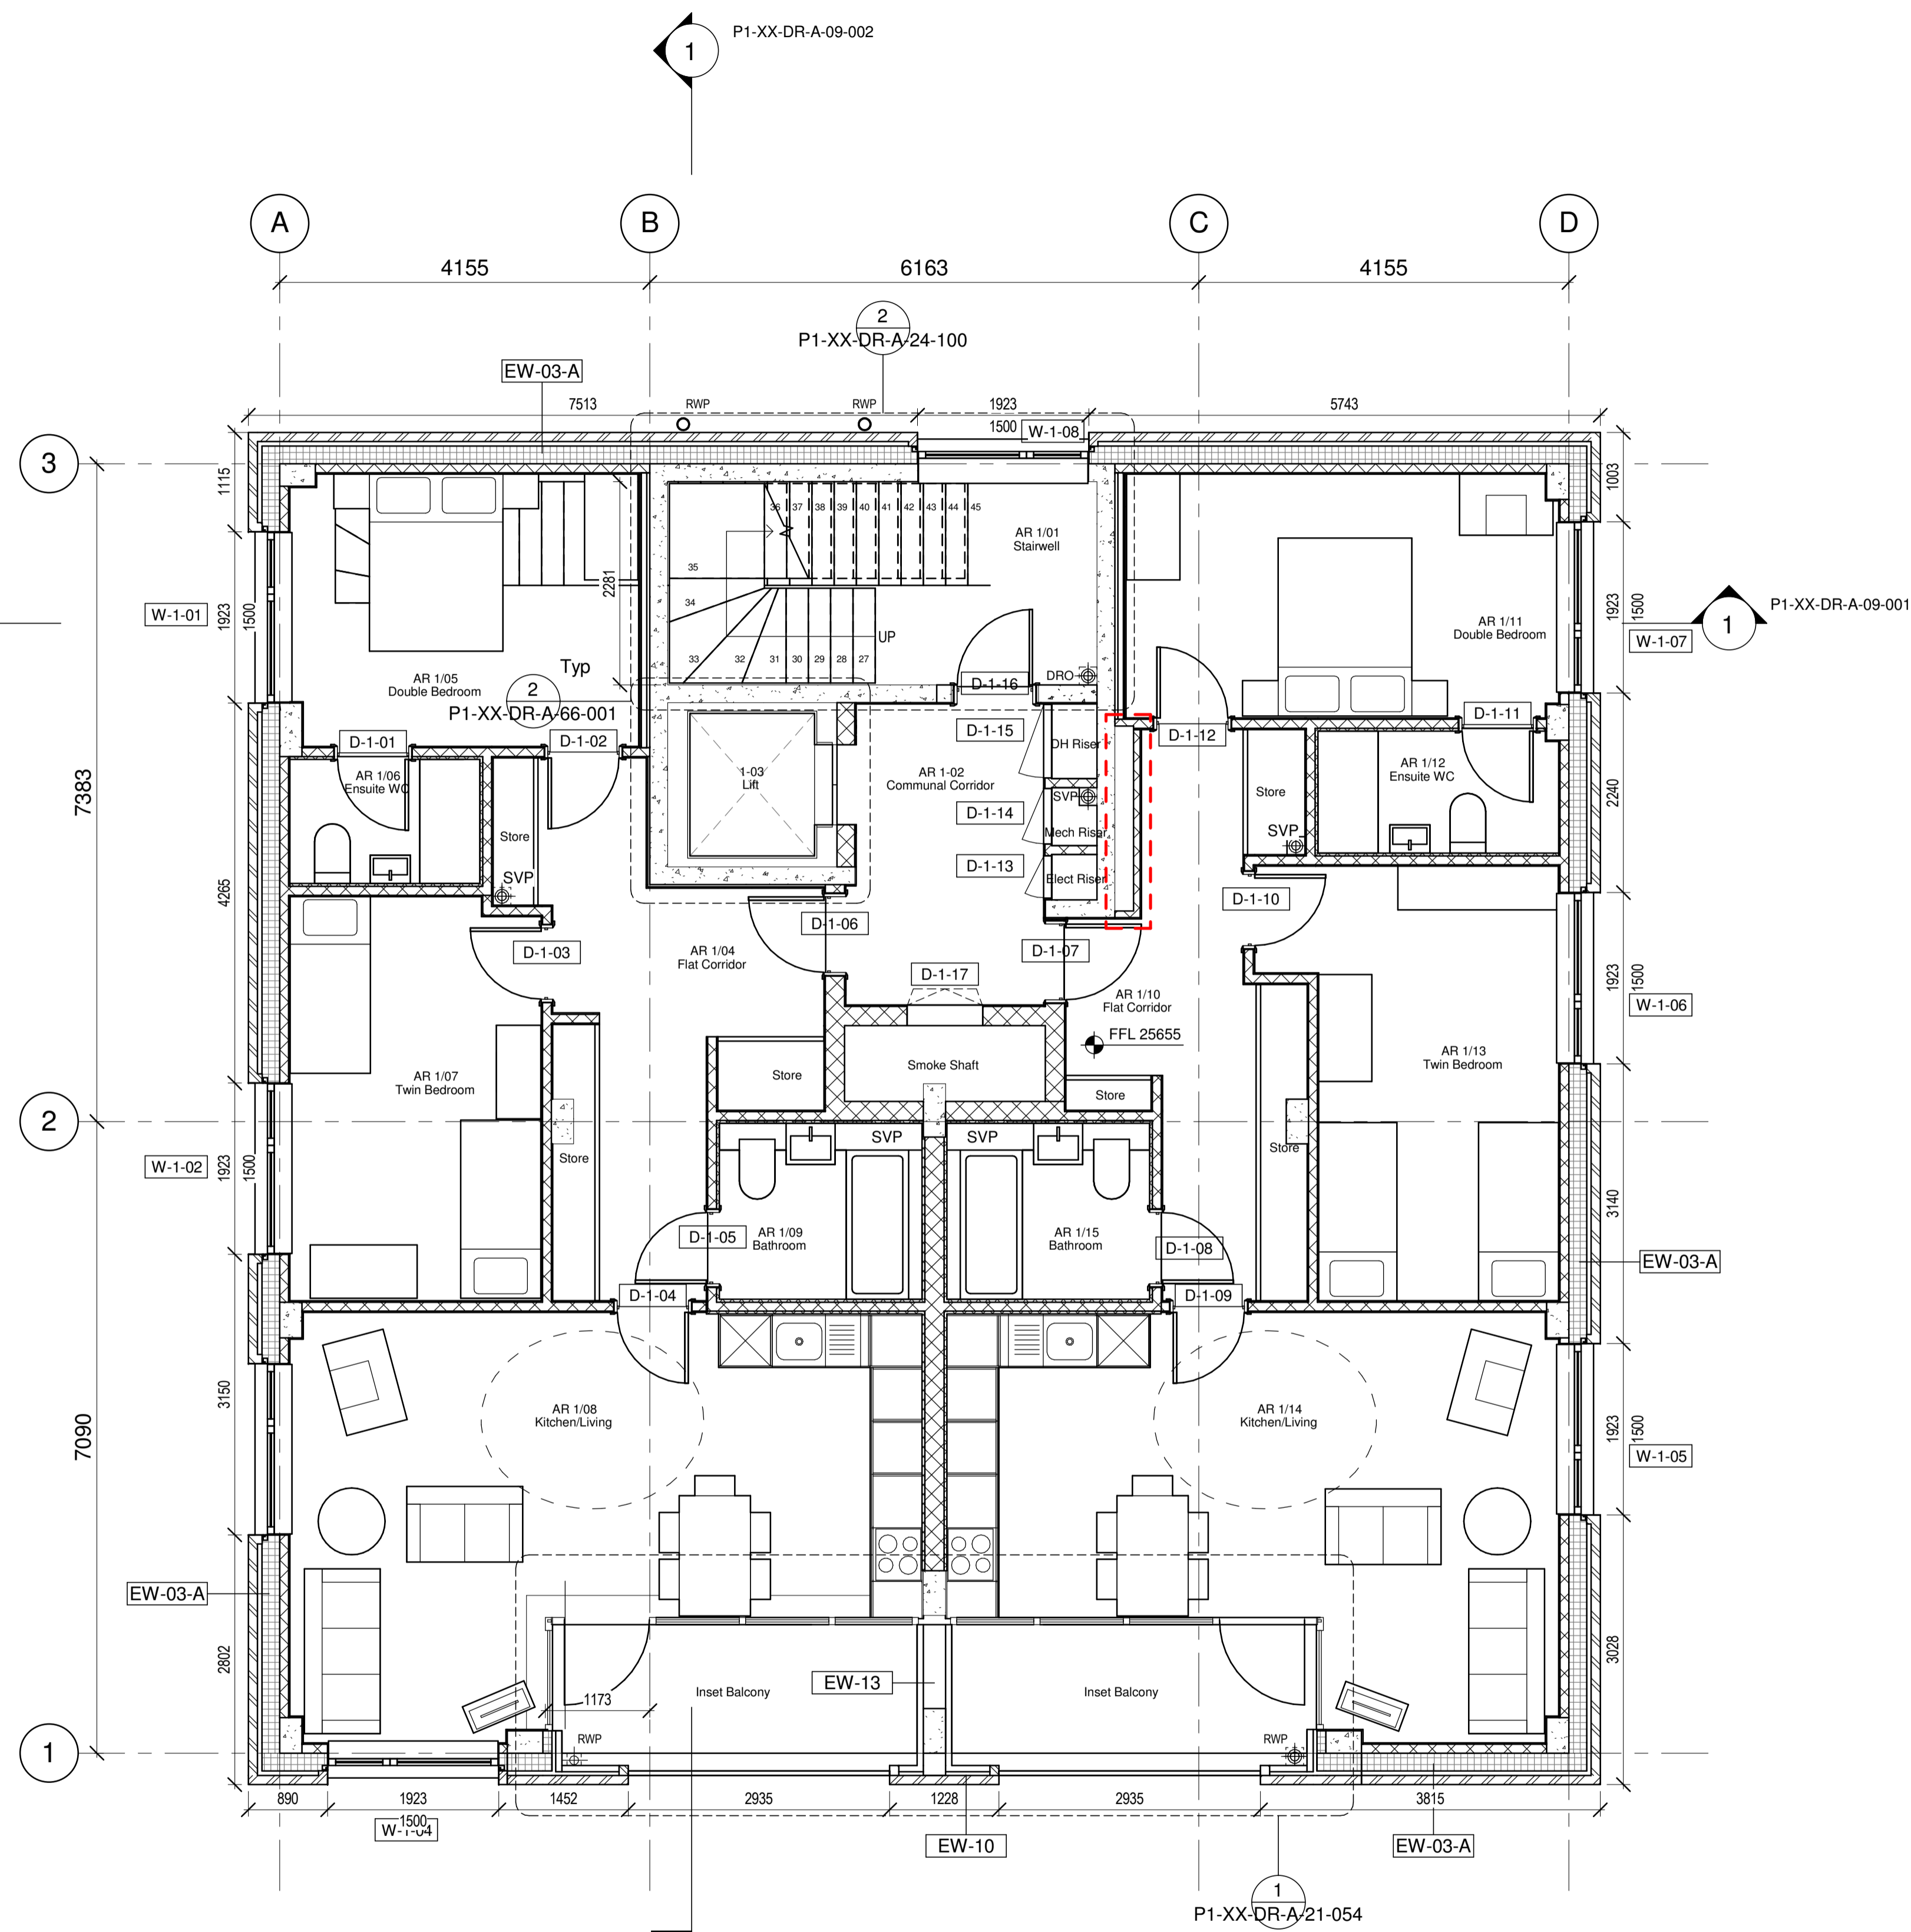 1
P1-XX-DR-A-09-002
A
B
C
D
4155
6163
4155
2
P1-XX-DR-A-24-100
EW-03-A
7513
RWP
RWP
1923
1500
W-1-08
5743
3
1115
1003
36 37 38 39 40 41 42 43 44 45
35
34
33 32 31 30 29 28 27
UP
AR 1/01
Stairwell
2281
W-1-01
1923
1500
AR 1/05
Double Bedroom
Typ
2
P1-XX-DR-A-66-001
AR 1/11
Double Bedroom
1923
1500
W-1-07
1
P1-XX-DR-A-09-001
DRO
D-1-16
D-1-01
D-1-02
D-1-15
DH Riser
D-1-12
D-1-11
AR 1/06
Ensuite WC
1-03
Lift
AR 1-02
Communal Corridor
AR 1/12
Ensuite WC
7383
2240
Store
SVP
SVP
D-1-14
Mech Riser
Store
SVP
D-1-13
Elect Riser
4265
D-1-10
D-1-06
D-1-03
AR 1/04
Flat Corridor
D-1-07
D-1-17
1923
1500
W-1-06
AR 1/10
Flat Corridor
FFL 25655
AR 1/07
Twin Bedroom
Store
Smoke Shaft
Store
AR 1/13
Twin Bedroom
2
SVP
SVP
W-1-02
1923
1500
Store
Store
3140
D-1-05
AR 1/09
Bathroom
AR 1/15
Bathroom
D-1-08
EW-03-A
D-1-04
D-1-09
3150
AR 1/08
Kitchen/Living
AR 1/14
Kitchen/Living
7090
1923
1500
W-1-05
EW-03-A
2802
3028
EW-13
Inset Balcony
Inset Balcony
1173
RWP
RWP
1
890
1923
1500
W-1-04
1452
2935
1228
2935
3815
EW-10
EW-03-A
1
P1-XX-DR-A-21-054